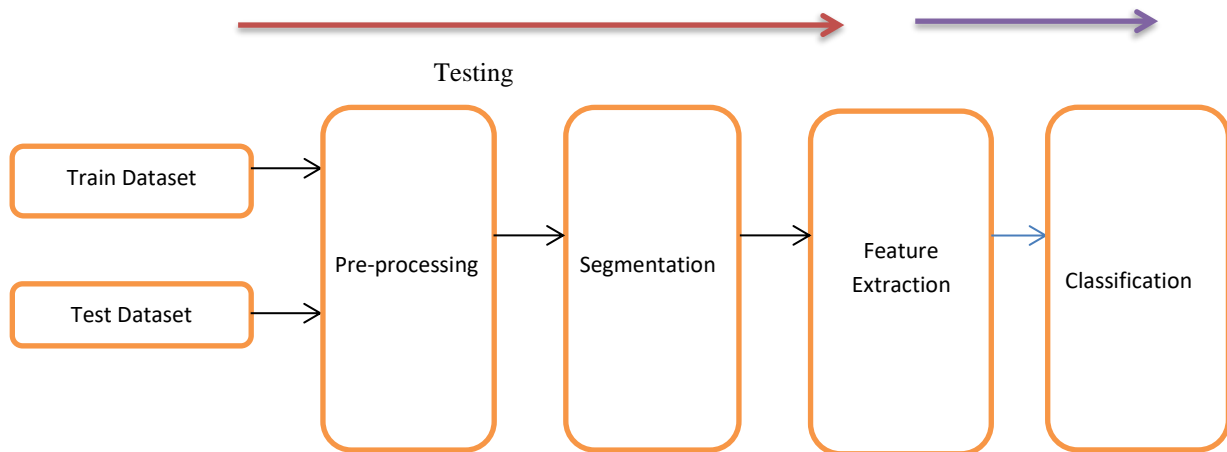 Testing
Train Dataset
Test Dataset
Pre-processing
Segmentation
Feature
Extraction
Classification